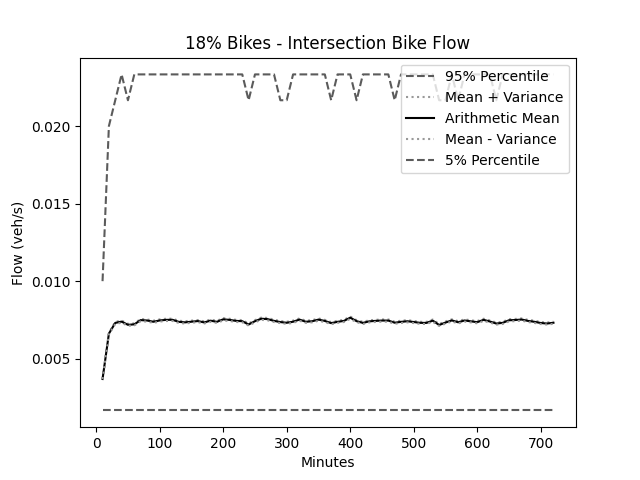 18% Bikes - Intersection Bike Flow
95% Percentile
Mean + Variance
Arithmetic Mean
Mean - Variance
5% Percentile
Flow (veh/s)
0.020
0.015
0.010
0.005
0 100 200 300 400 500 600 700
Minutes